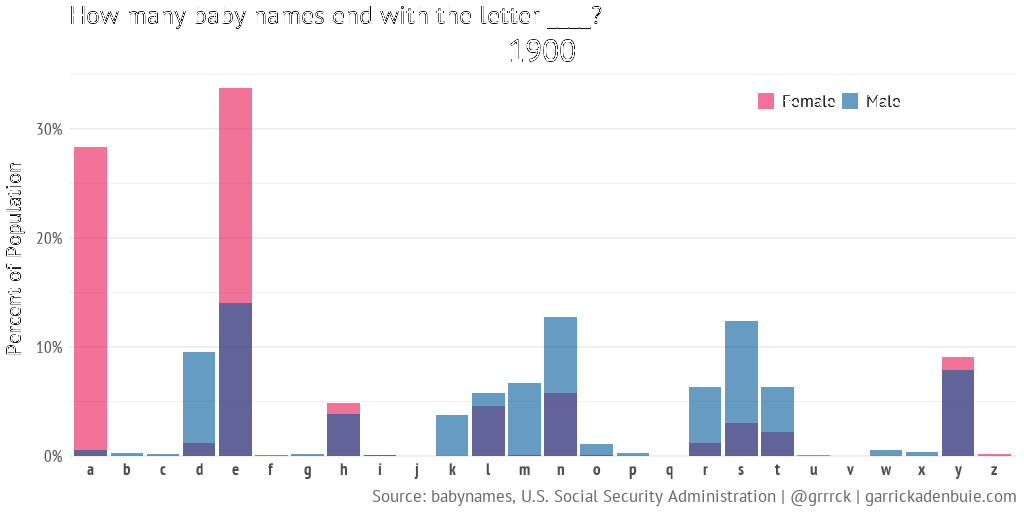 How many baby names end with the letter ____?
1900
Female Male
Percent of Population
30%
20%
10%
0%
a b c d e f g h i j k l m n o p q r s t u v w x y z
Source: babynames, U.S. Social Security Administration | @grrrck | garrickadenbuie.com